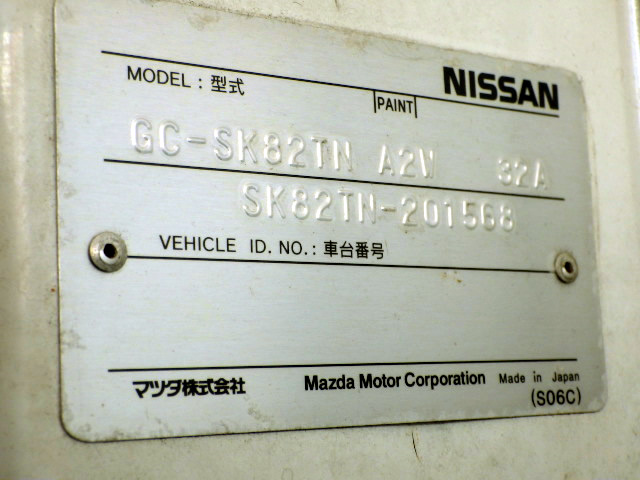 NISSAN
MODEL : 型式
PAINT
GC-SK82TN A2W 32A
SK82TN-201568
VEHICLE ID. NO. : 車台番号
マツダ株式会社 Mazda Motor Corporation Made in Japan
(S06C)